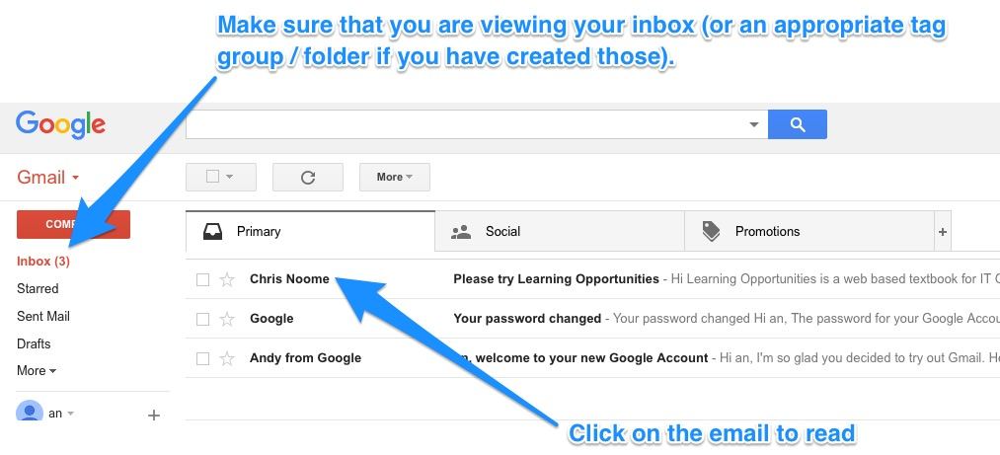 Make sure that you are viewing your inbox (or an appropriate tag
group / folder if you have created those).
Google
Gmail
More
COMP
Primary
Social
Promotions
+
Inbox (3)
Chris Noome
Please try Learning Opportunities - Hi Learning Opportunities is a web based textbook for IT
Starred
Sent Mail
Google
Your password changed - Your password changed Hi an, The password for your Google Accou
Drafts
Andy from Google
n, welcome to your new Google Account - Hi an, I'm so glad you decided to try out Gmail. He
More
an
+
Click on the email to read